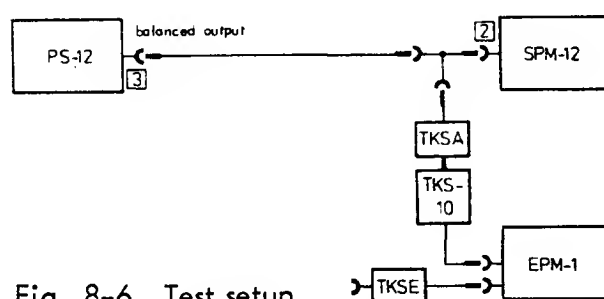 balanced output
PS-12
3
2
SPM-12
TKSA
TKS-
10
EPM-1
TKSE
Fig. 8-6 Test setup